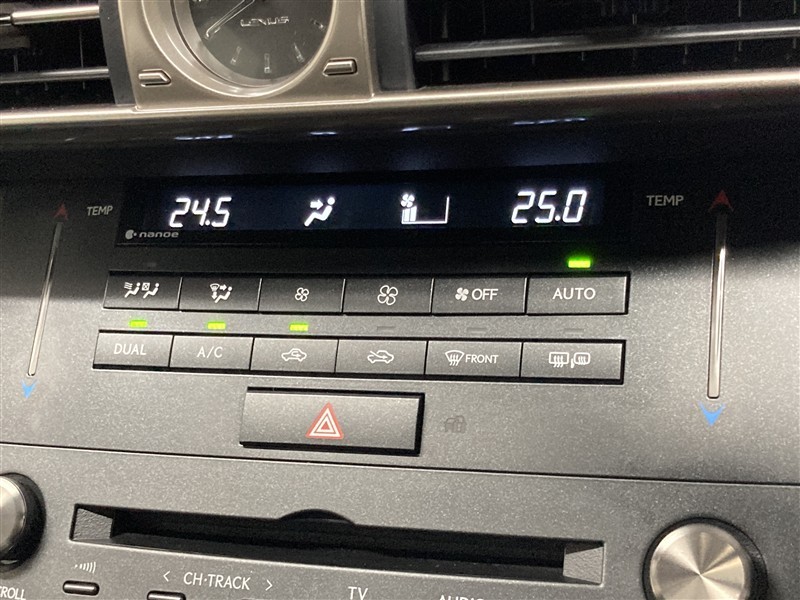 LEXUS
TEMP 24.5 25.0 TEMP
nanoe
OFF AUTO
DUAL A/C FRONT
< CH·TRACK >
TV